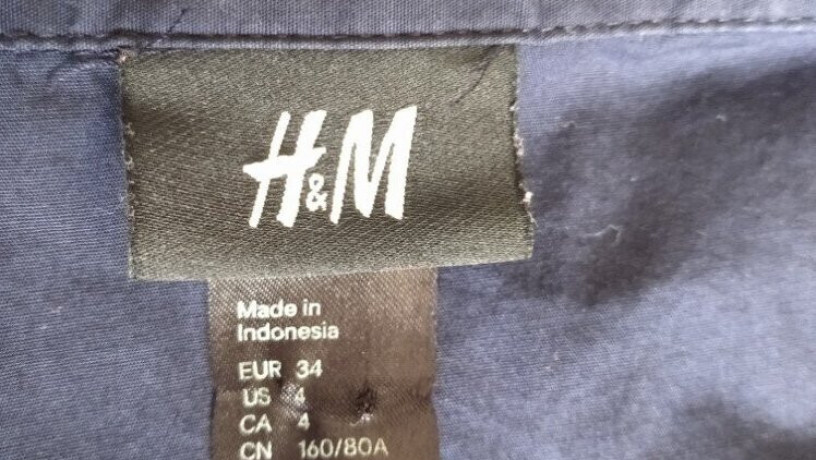 H&M
Made in
Indonesia
EUR 34
US 4
CA 4
CN 160/80A